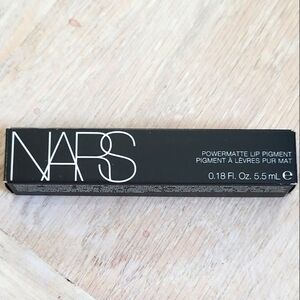 NARS
POWERMATTE LIP PIGMENT
PIGMENT À LÈVRES PUR MAT
0.18 Fl. Oz. 5.5 mL ℮